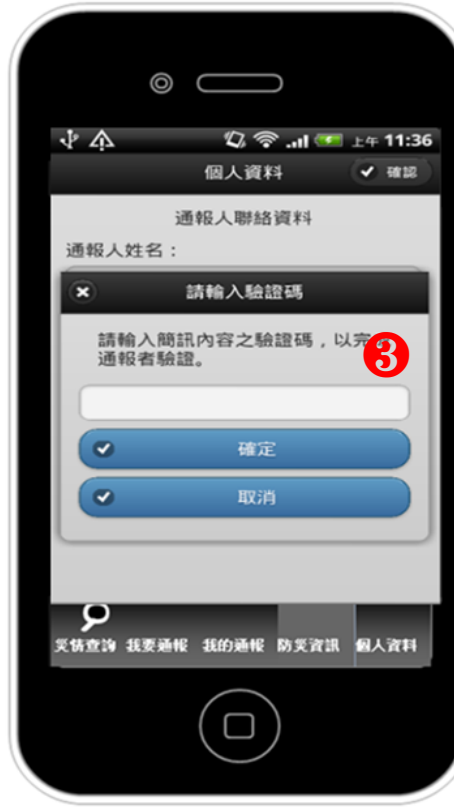 上午 11:36
個人資料 確認
通報人聯絡資料
通報人姓名：
請輸入驗證碼
請輸入簡訊內容之驗證碼，以完
3
通報者驗證。
確定
取消
災情查詢 我要通報 我的通報 防災資訊 個人資料